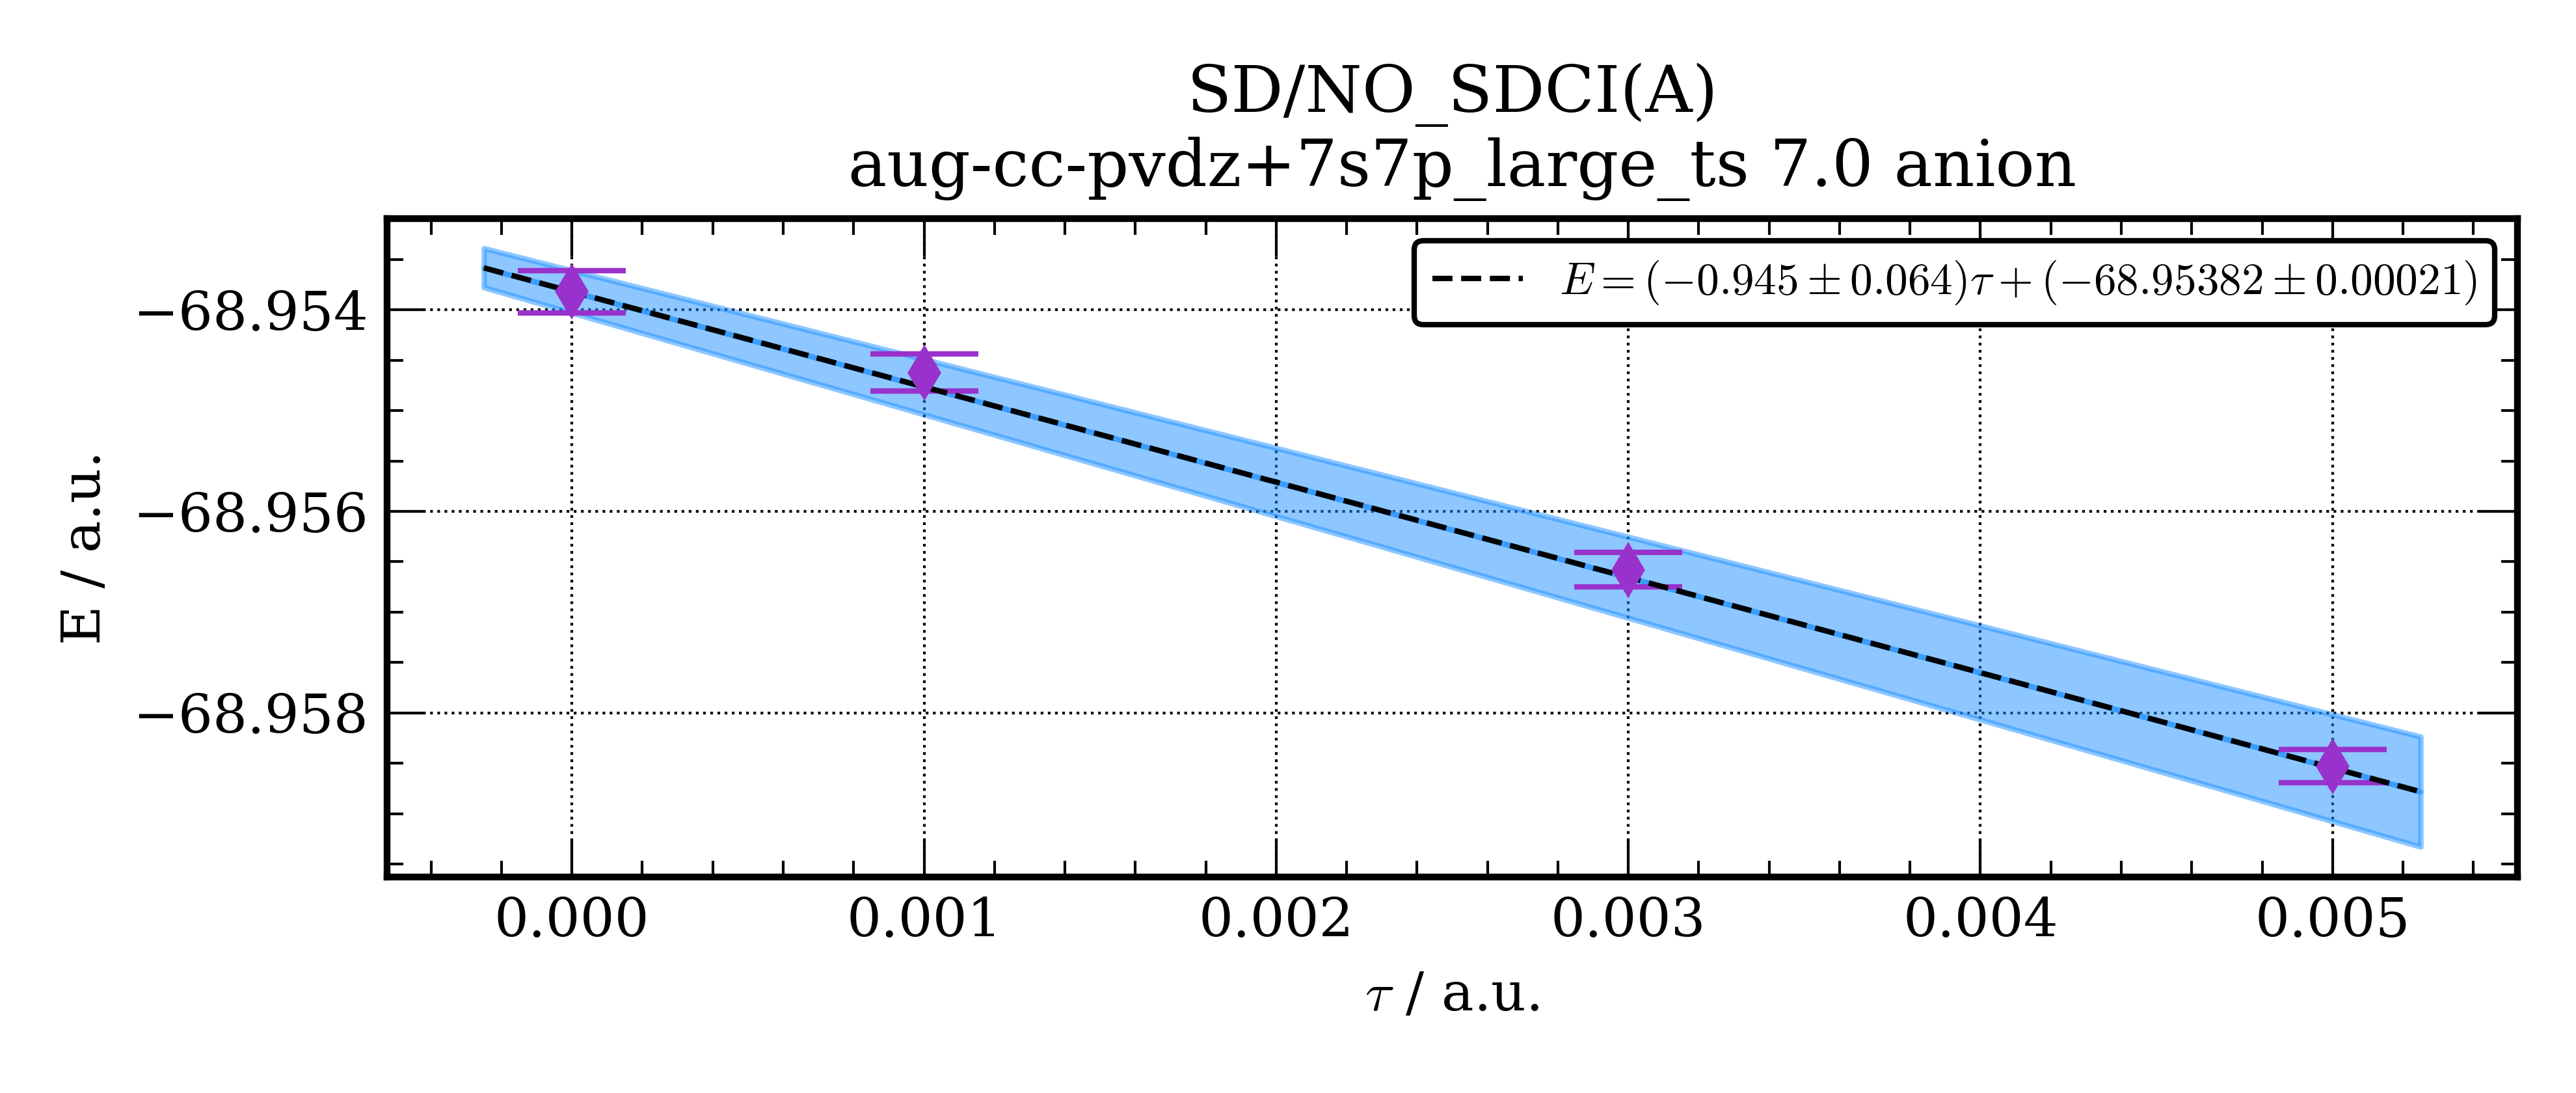 SD/NO_SDCI(A)
aug-cc-pvdz+7s7p_large_ts 7.0 anion
E = (−0.945 ± 0.064)τ + (−68.95382 ± 0.00021)
−68.954
−68.956
−68.958
E / a.u.
0.000 0.001 0.002 0.003 0.004 0.005
τ / a.u.